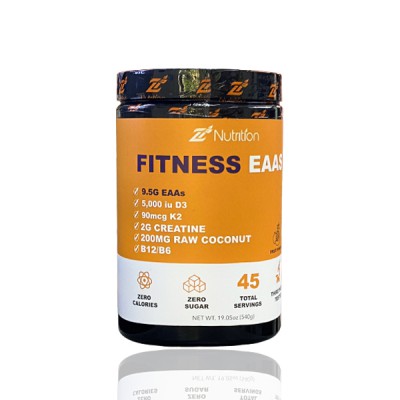 Nutrition
FITNESS EAAS
9.5G EAAs
5,000 iu D3
90mcg K2
2G CREATINE
200MG RAW COCONUT
B12/B6
ZERO
CALORIES
ZERO
SUGAR
45
TOTAL
SERVINGS
NET WT. 19.05oz (540g)